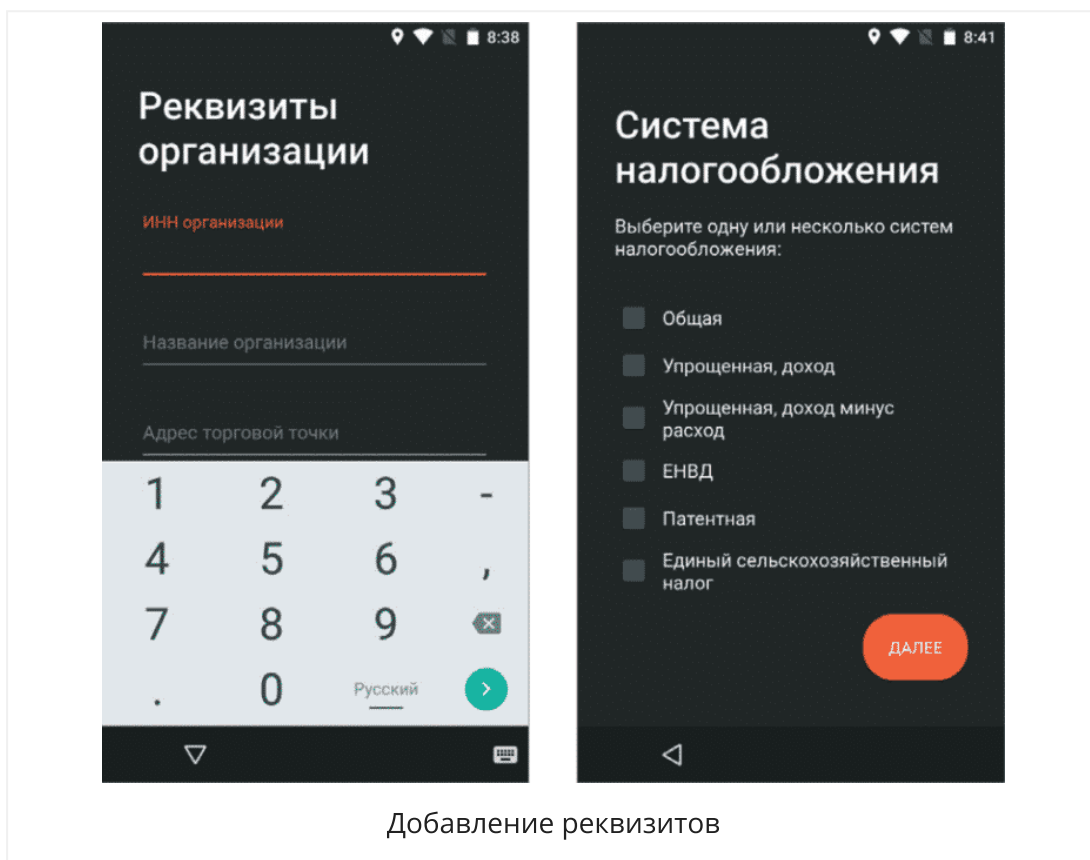 8:38
Реквизиты
организации
ИНН организации
Название организации
Адрес торговой точки
1 2 3 -
4 5 6 ,
7 8 9
. 0 Русский
8:41
Система
налогообложения
Выберите одну или несколько систем
налогообложения:
Общая
Упрощенная, доход
Упрощенная, доход минус
расход
ЕНВД
Патентная
Единый сельскохозяйственный
налог
ДАЛЕЕ
Добавление реквизитов